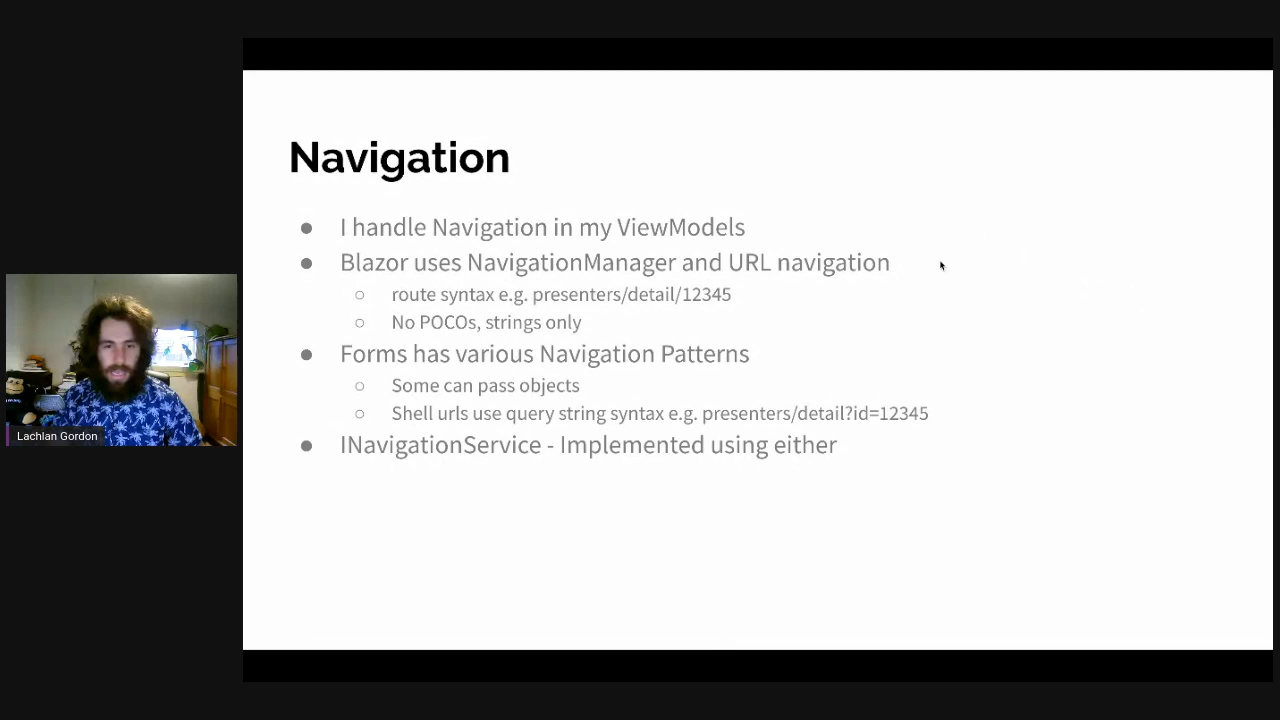 Navigation
● I handle Navigation in my ViewModels
● Blazor uses NavigationManager and URL navigation
○ route syntax e.g. presenters/detail/12345
○ No POCOs, strings only
● Forms has various Navigation Patterns
○ Some can pass objects
○ Shell urls use query string syntax e.g. presenters/detail?id=12345
● INavigationService - Implemented using either
Lachlan Gordon